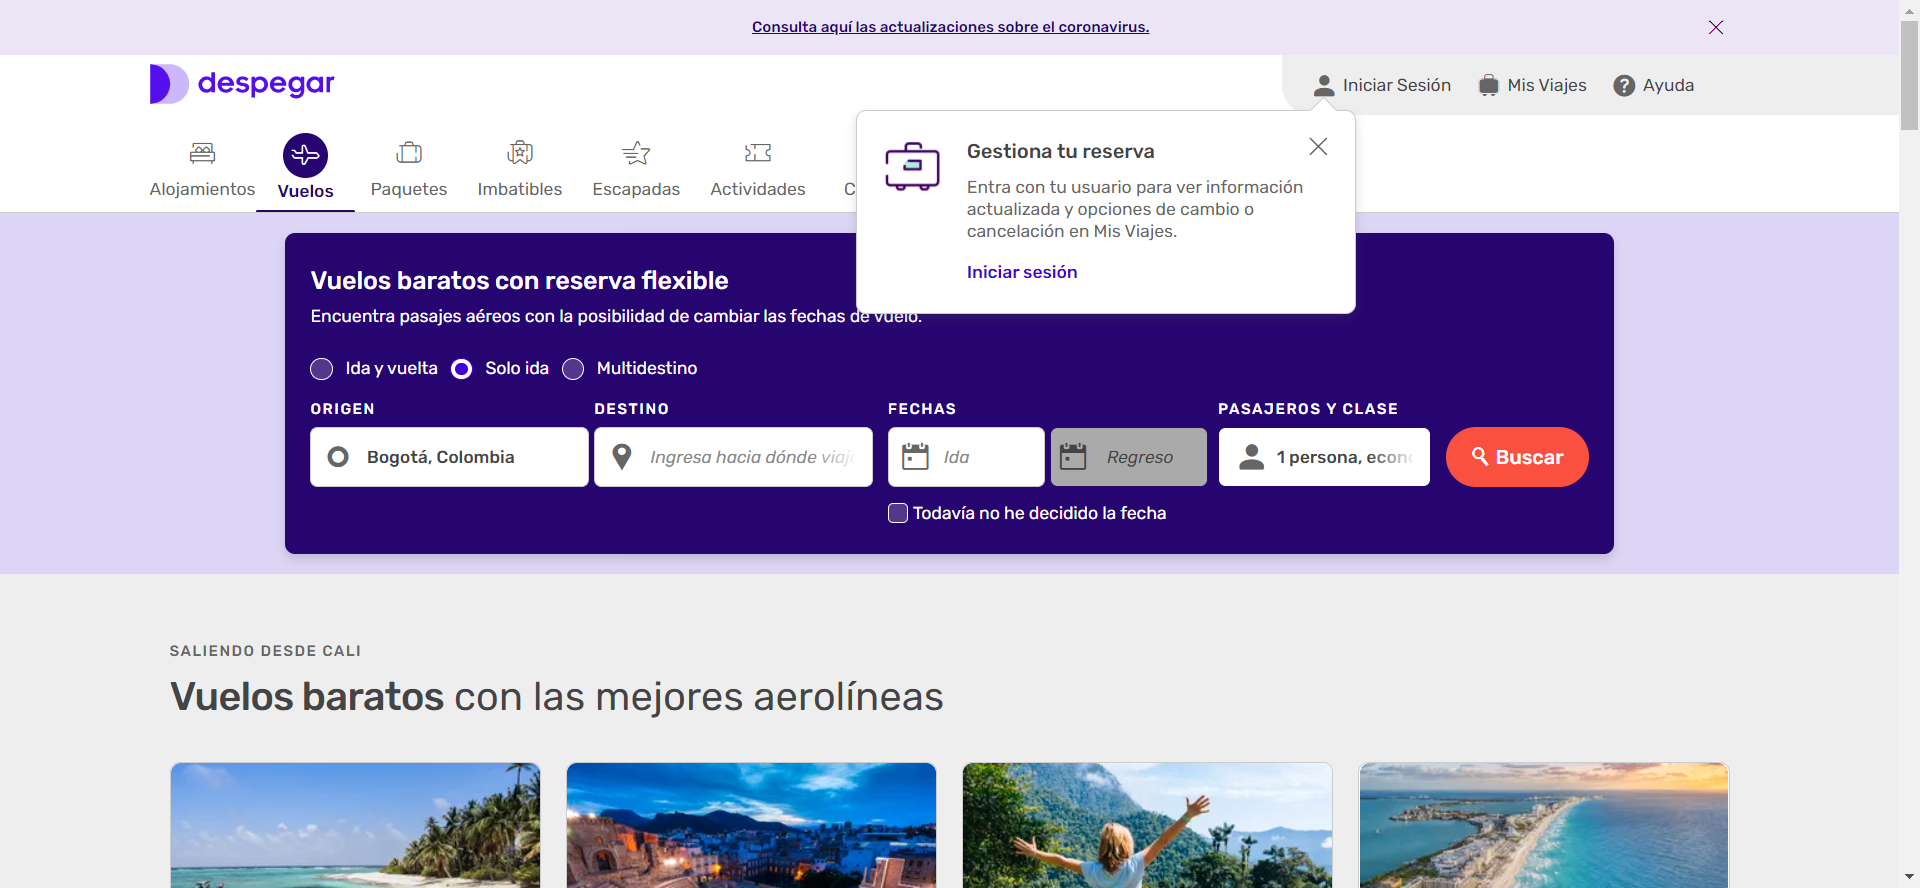 Consulta aquí las actualizaciones sobre el coronavirus.
despegar
Iniciar Sesión
Mis Viajes
Ayuda
Alojamientos
Vuelos
Paquetes
Imbatibles
Escapadas
Actividades
C
Gestiona tu reserva
Entra con tu usuario para ver información
actualizada y opciones de cambio o
cancelación en Mis Viajes.
Iniciar sesión
Vuelos baratos con reserva flexible
Encuentra pasajes aéreos con la posibilidad de cambiar las fechas de vuelo.
Ida y vuelta
Solo ida
Multidestino
ORIGEN
DESTINO
FECHAS
PASAJEROS Y CLASE
Bogotá, Colombia
Ingresa hacia dónde viaj
Ida
Regreso
1 persona, econ
Buscar
Todavía no he decidido la fecha
SALIENDO DESDE CALI
Vuelos baratos con las mejores aerolíneas